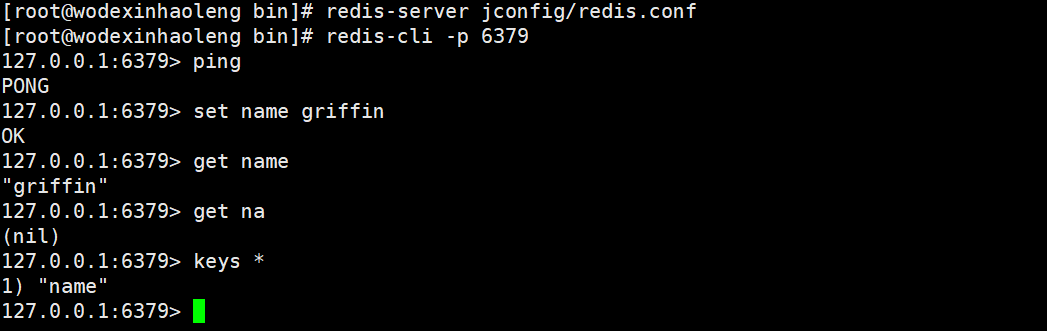 [root@wodexinhaoleng bin]# redis-server jconfig/redis.conf
[root@wodexinhaoleng bin]# redis-cli -p 6379
127.0.0.1:6379> ping
PONG
127.0.0.1:6379> set name griffin
OK
127.0.0.1:6379> get name
"griffin"
127.0.0.1:6379> get na
(nil)
127.0.0.1:6379> keys *
1) "name"
127.0.0.1:6379>